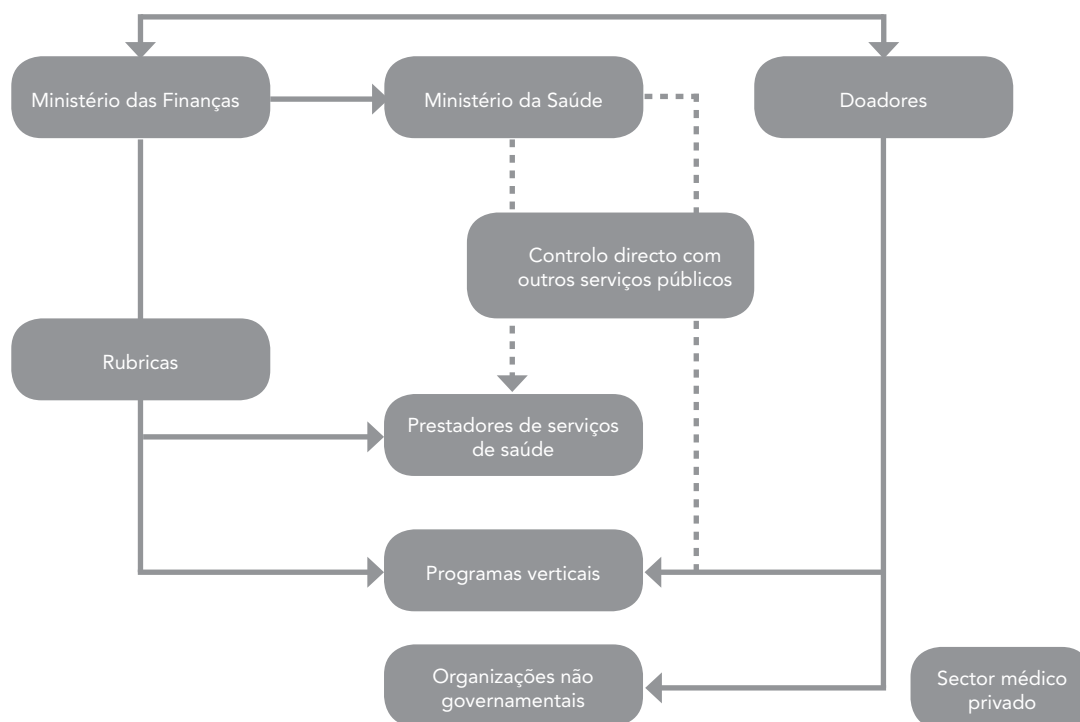 Ministério das Finanças
Ministério da Saúde
Doadores
Controlo directo com
outros serviços públicos
Rubricas
Prestadores de serviços
de saúde
Programas verticais
Organizações não
governamentais
Sector médico
privado